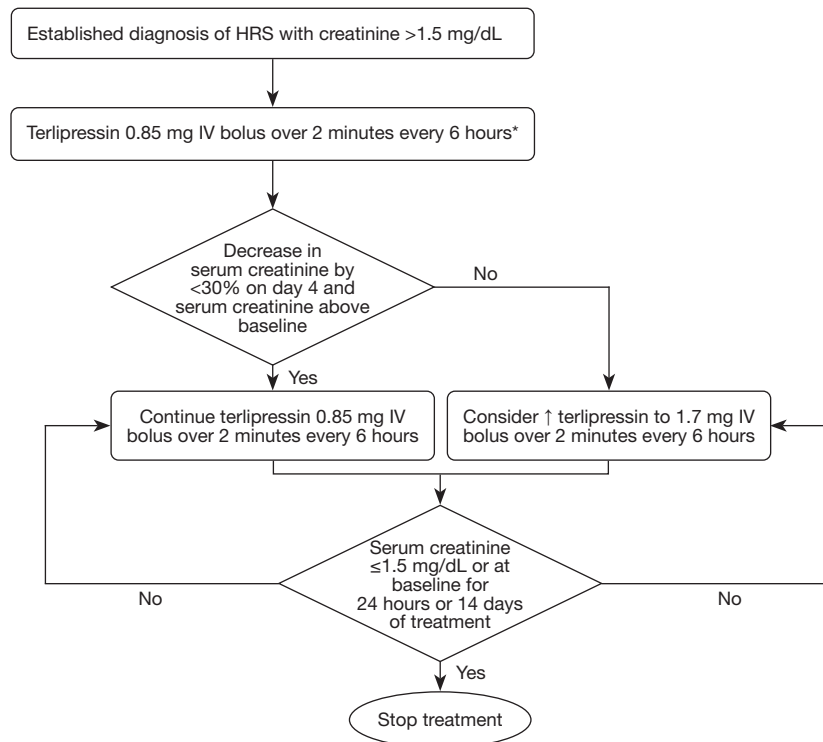 Established diagnosis of HRS with creatinine >1.5 mg/dL
Terlipressin 0.85 mg IV bolus over 2 minutes every 6 hours*
Decrease in
serum creatinine by
<30% on day 4 and
serum creatinine above
baseline
No
Yes
Continue terlipressin 0.85 mg IV
bolus over 2 minutes every 6 hours
Consider ↑ terlipressin to 1.7 mg IV
bolus over 2 minutes every 6 hours
Serum creatinine
≤1.5 mg/dL or at
baseline for
24 hours or 14 days
of treatment
No
No
Yes
Stop treatment